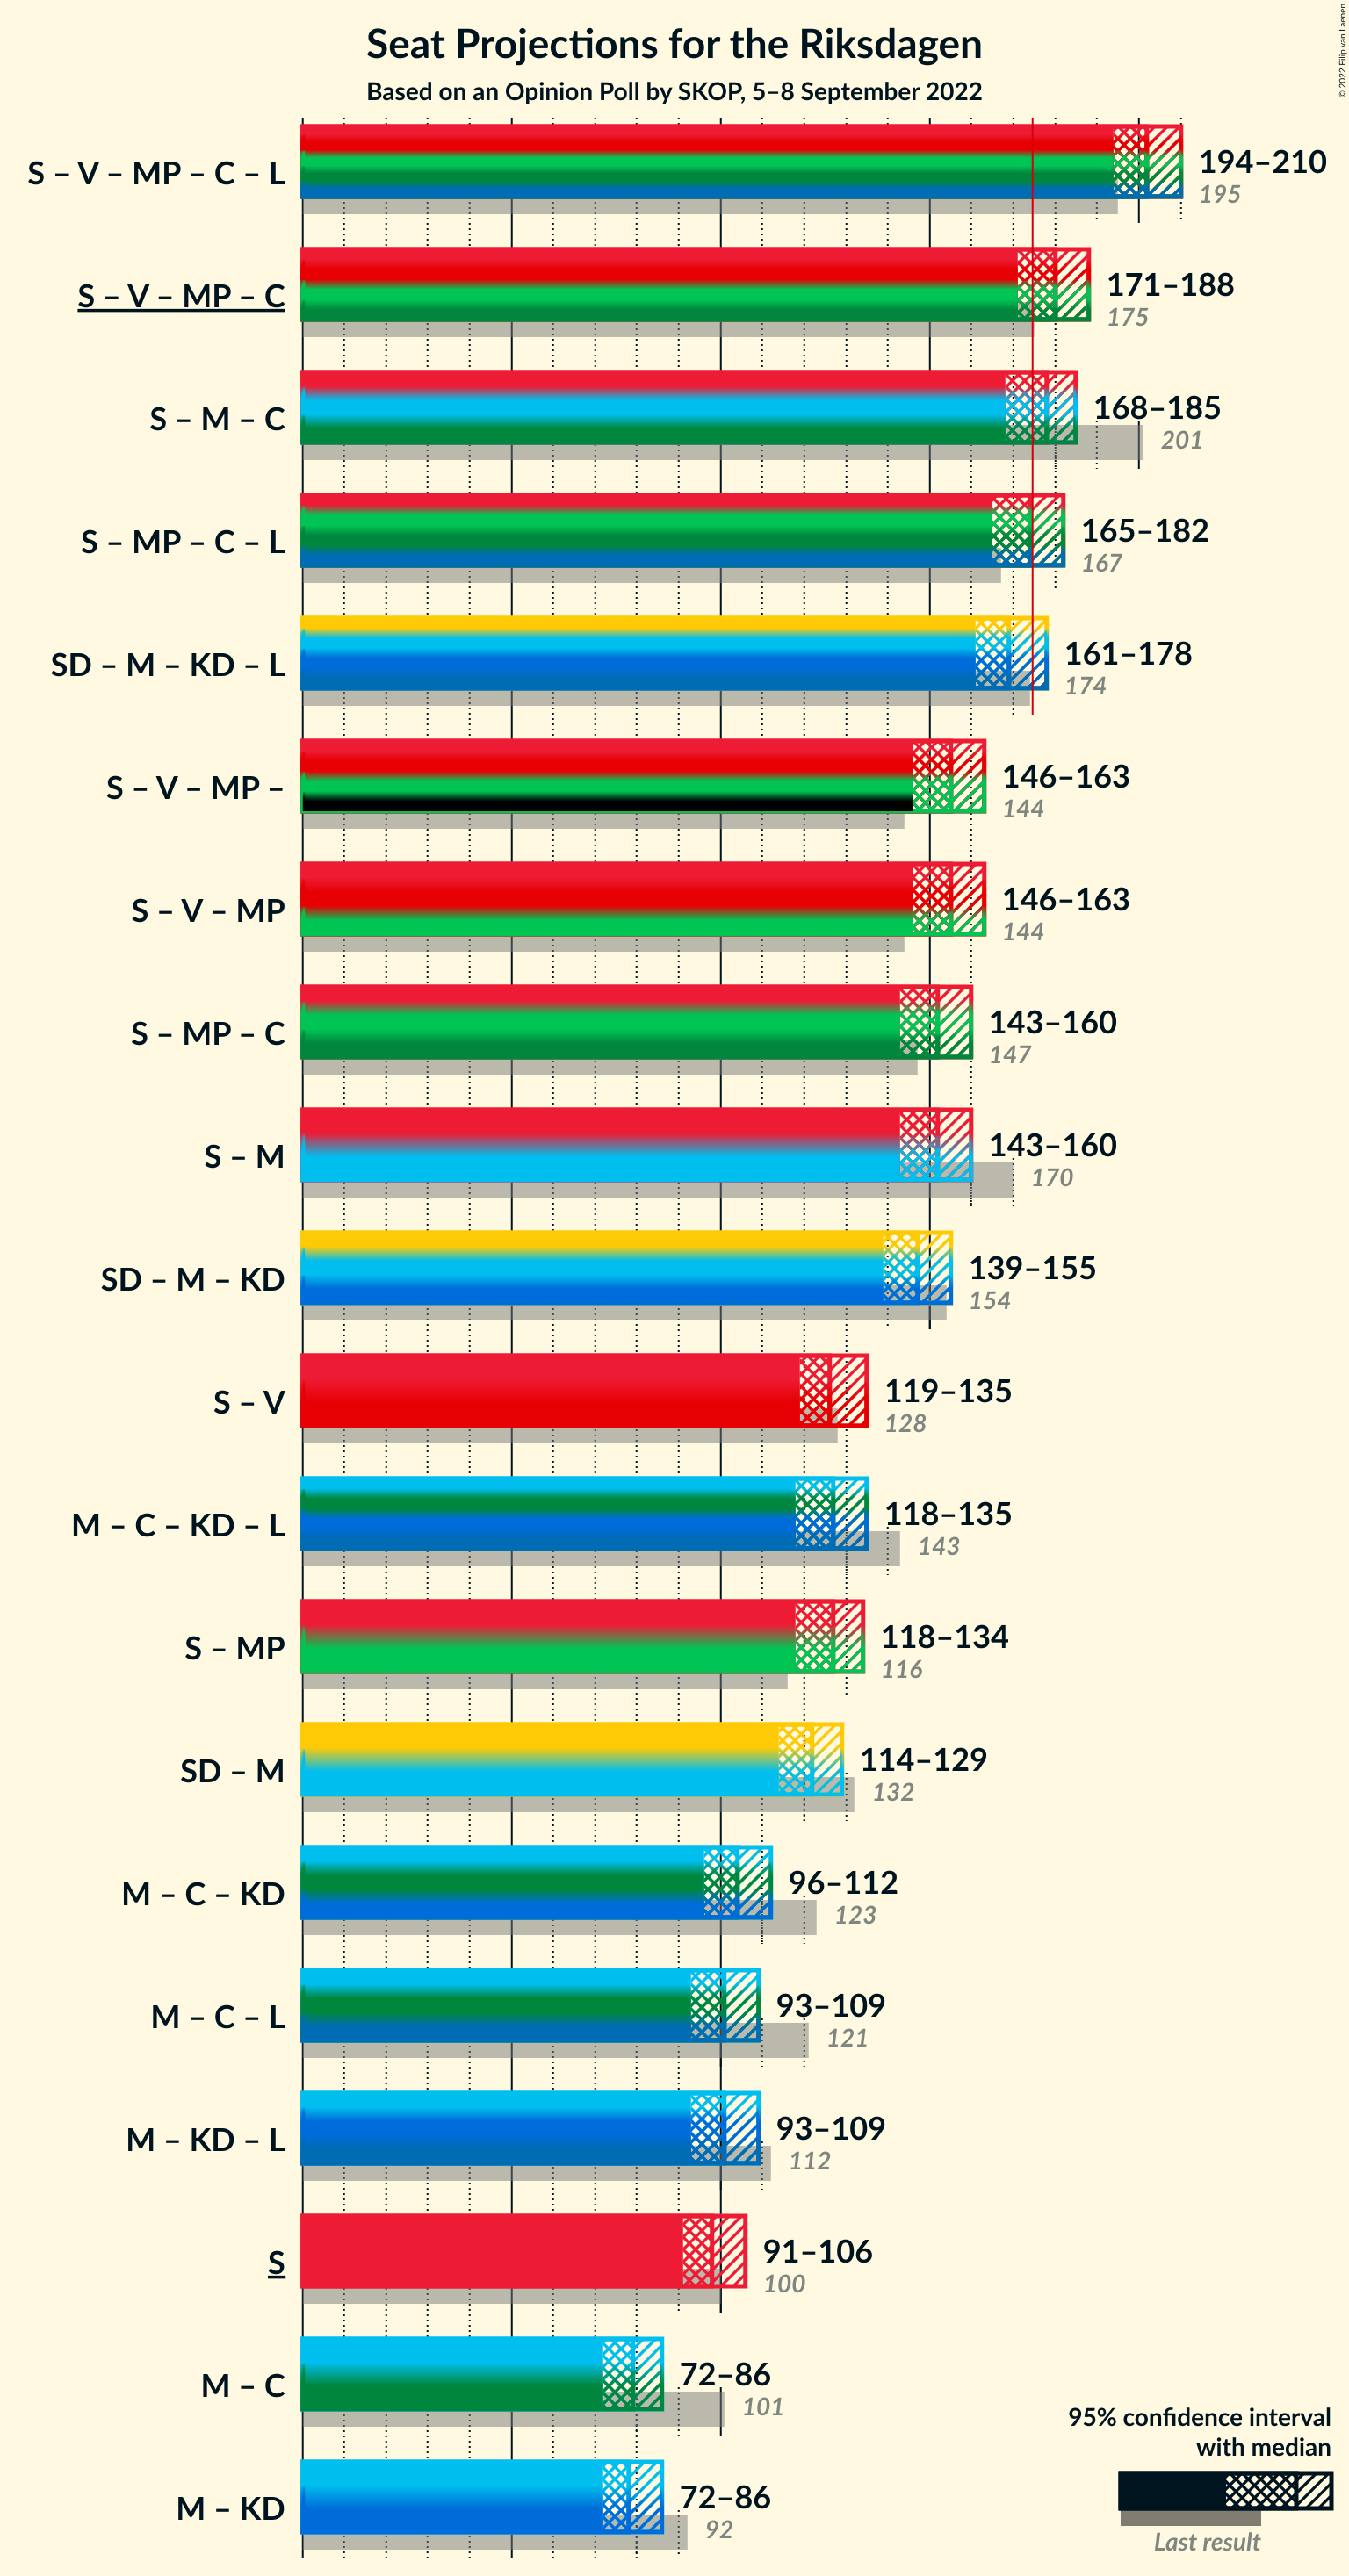 Seat Projections for the Riksdagen
Based on an Opinion Poll by SKOP, 5–8 September 2022
© 2022 Filip van Laenen
S – V – MP – C – L
194–210
195
S – V – MP – C
171–188
175
S – M – C
168–185
201
S – MP – C – L
165–182
167
SD – M – KD – L
161–178
174
S – V – MP –
146–163
144
S – V – MP
146–163
144
S – MP – C
143–160
147
S – M
143–160
170
SD – M – KD
139–155
154
S – V
119–135
128
M – C – KD – L
118–135
143
S – MP
118–134
116
SD – M
114–129
132
M – C – KD
96–112
123
M – C – L
93–109
121
M – KD – L
93–109
112
S
91–106
100
M – C
72–86
101
M – KD
72–86
92
95% confidence interval
with median
Last result